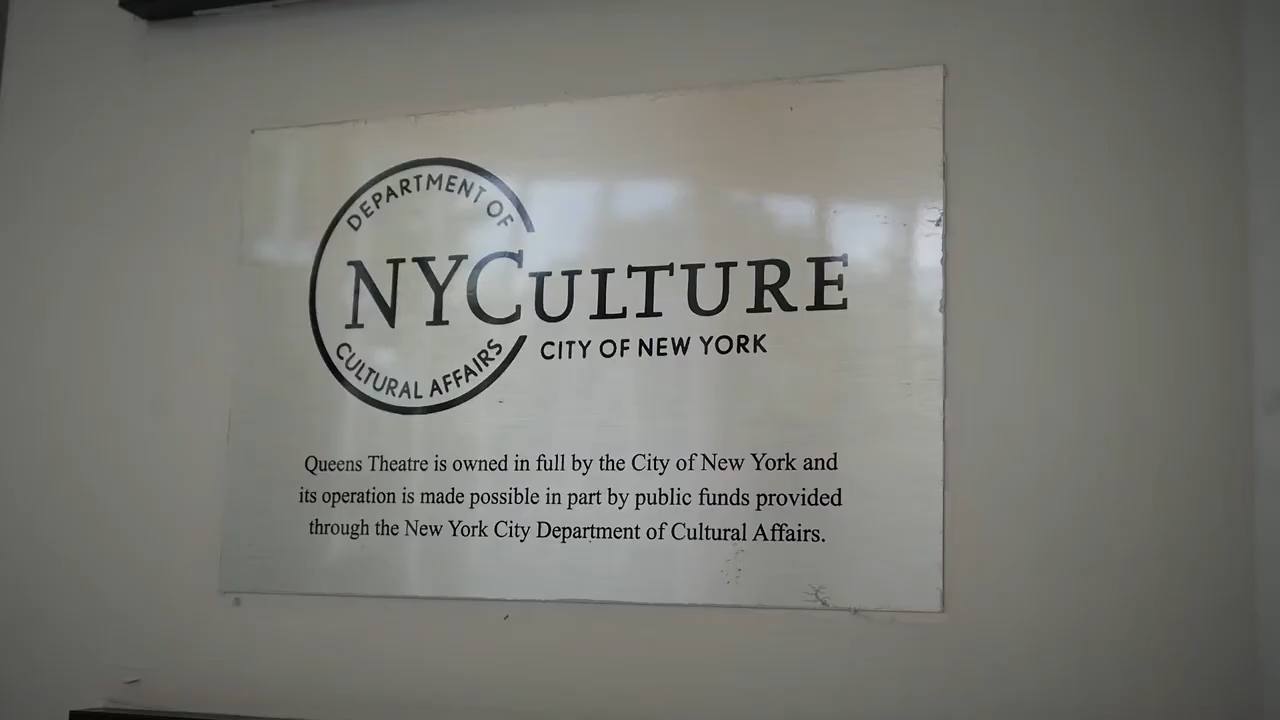 DEPARTMENT OF
NYCULTURE
CULTURAL AFFAIRS
CITY OF NEW YORK
Queens Theatre is owned in full by the City of New York and
its operation is made possible in part by public funds provided
through the New York City Department of Cultural Affairs.